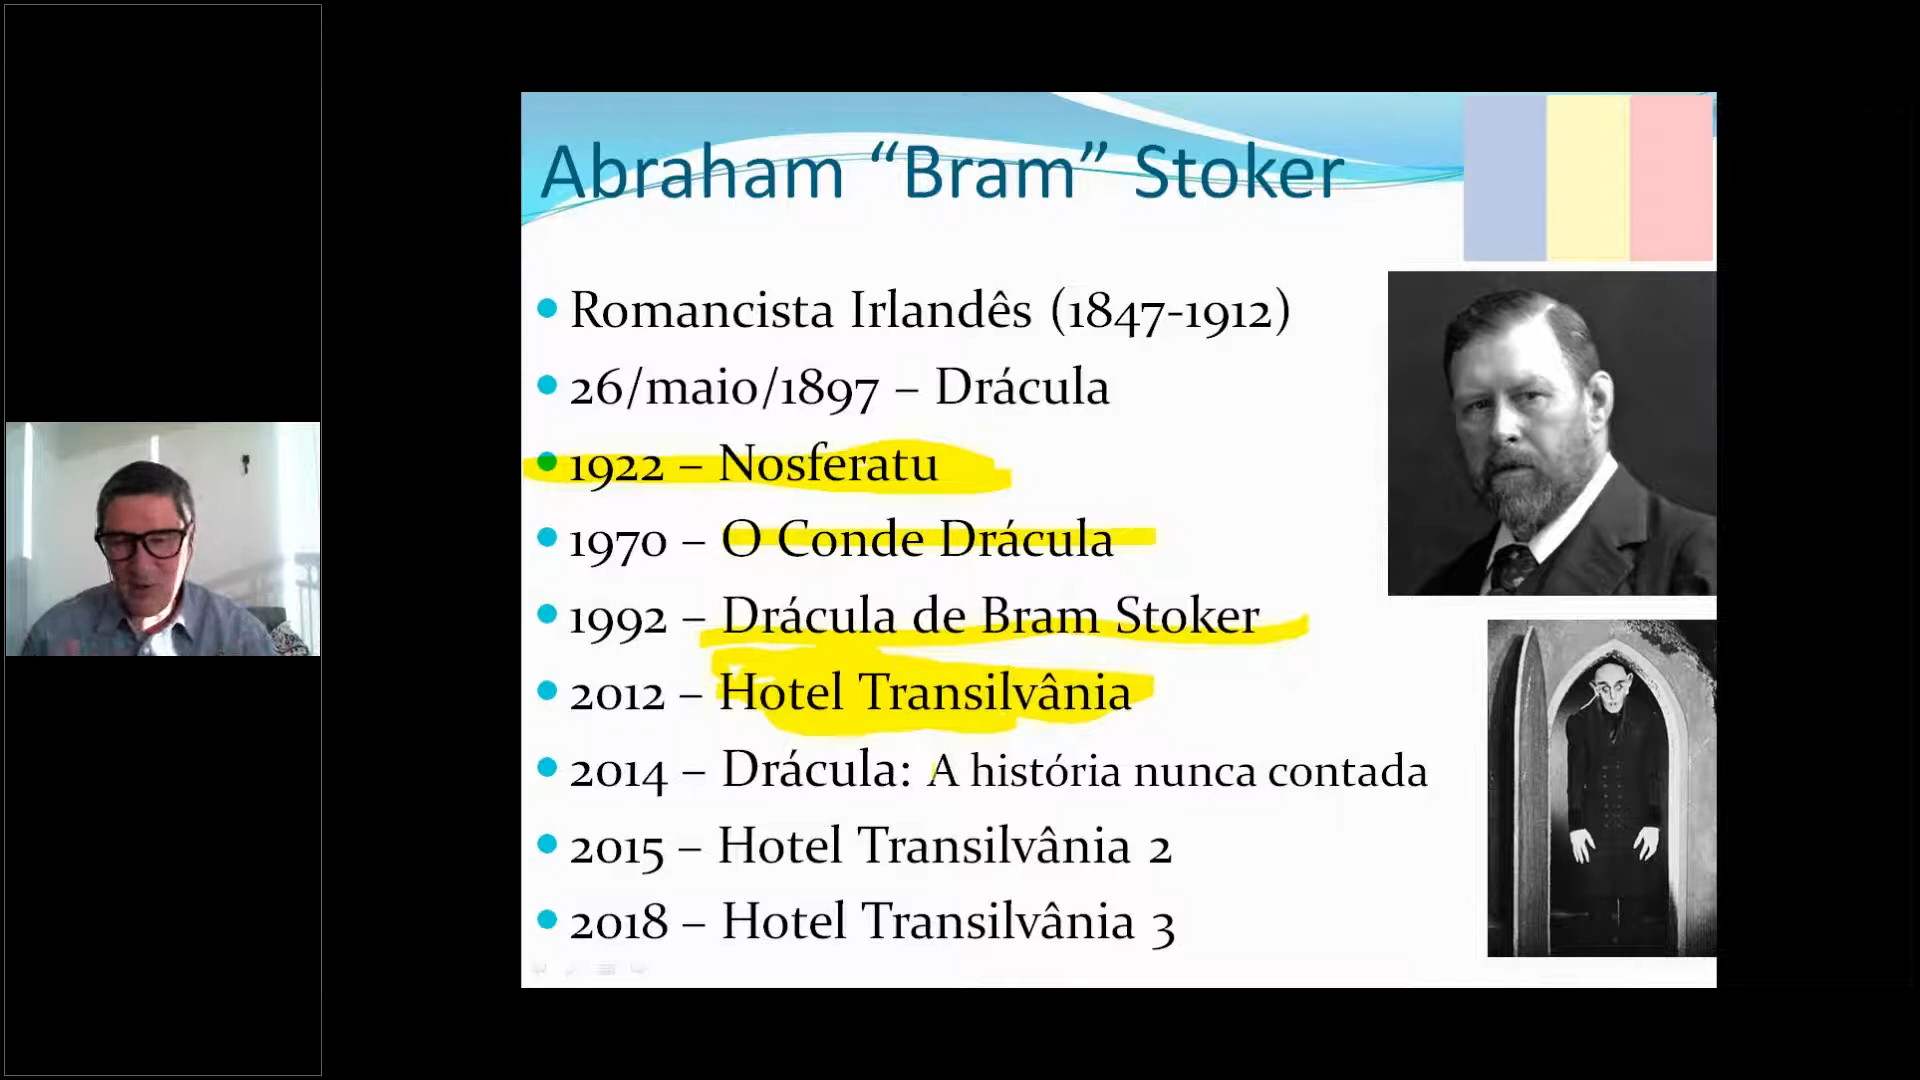 Abraham “Bram” Stoker
• Romancista Irlandês (1847-1912)
• 26/maio/1897 – Drácula
• 1922 – Nosferatu
• 1970 – O Conde Drácula
• 1992 – Drácula de Bram Stoker
• 2012 – Hotel Transilvânia
• 2014 – Drácula: A história nunca contada
• 2015 – Hotel Transilvânia 2
• 2018 – Hotel Transilvânia 3